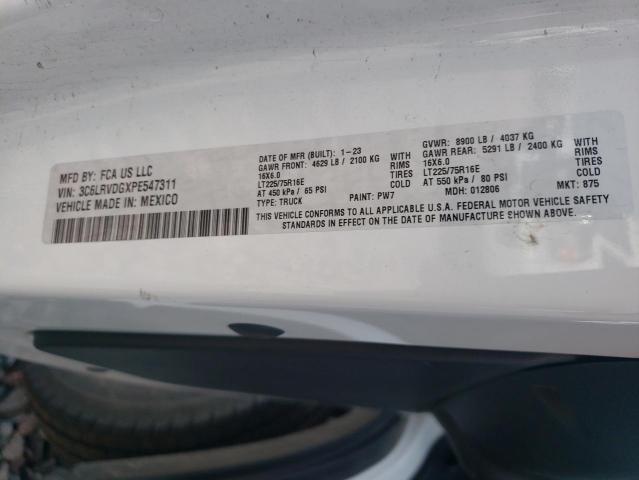 MFD BY: FCA US LLC
VIN: 3C6LRVDGXPE547311
VEHICLE MADE IN: MEXICO
DATE OF MFR (BUILT): 1-23
GAWR FRONT: 4629 LB / 2100 KG WITH
16X6.0 RIMS
LT225/75R16E TIRES
AT 450 kPa / 65 PSI COLD
TYPE: TRUCK PAINT: PW7
GVWR: 8900 LB / 4037 KG
GAWR REAR: 5291 LB / 2400 KG WITH
16X6.0 RIMS
LT225/75R16E TIRES
AT 550 kPa / 80 PSI COLD
MDH: 012806 MKT: 875
THIS VEHICLE CONFORMS TO ALL APPLICABLE U.S.A. FEDERAL MOTOR VEHICLE SAFETY
STANDARDS IN EFFECT ON THE DATE OF MANUFACTURE SHOWN ABOVE.